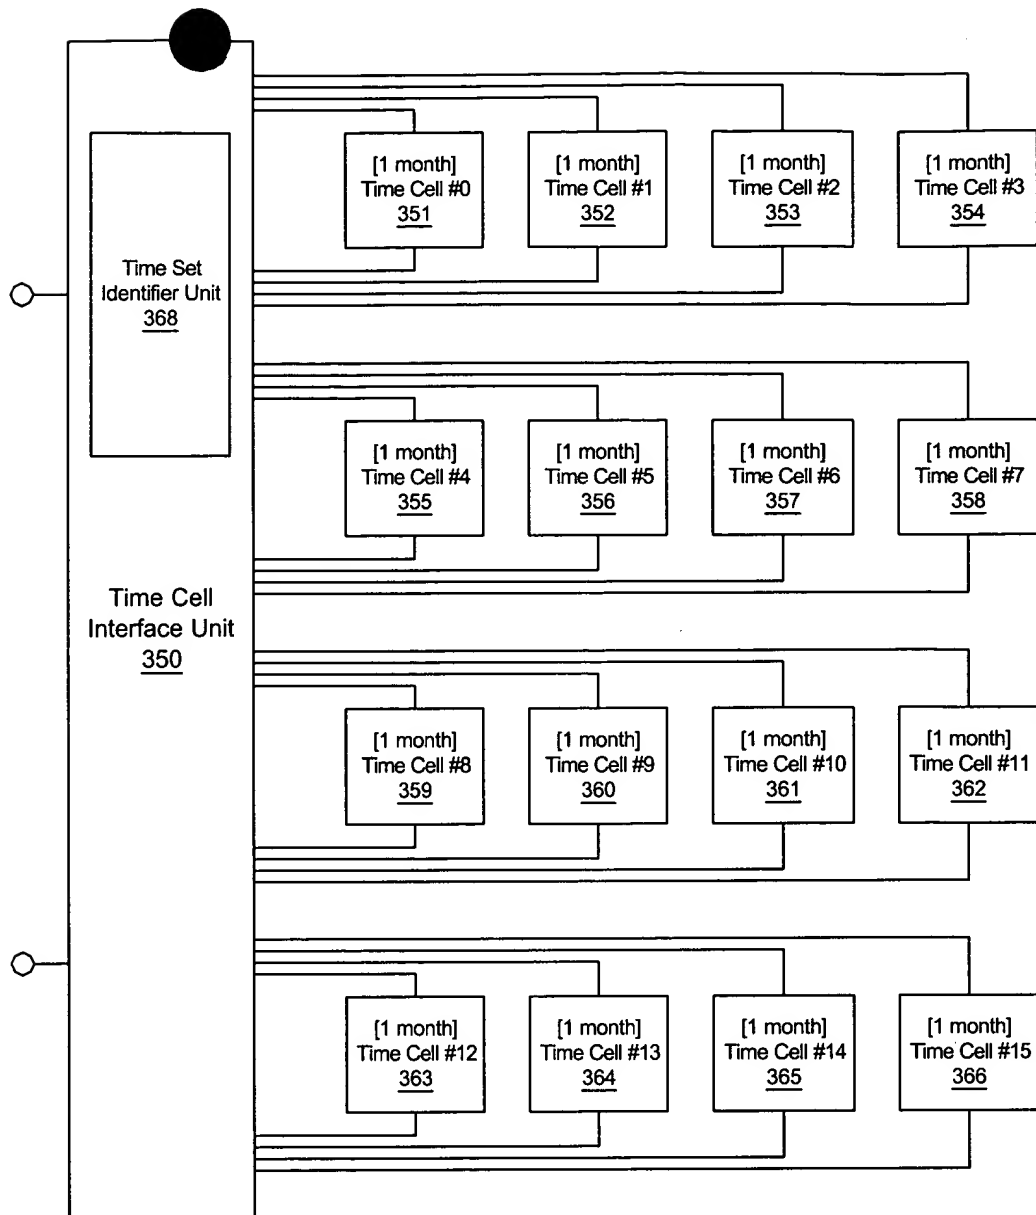 [1 month]
Time Cell #0
351
[1 month]
Time Cell #1
352
[1 month]
Time Cell #2
353
[1 month]
Time Cell #3
354
Time Set
Identifier Unit
368
[1 month]
Time Cell #4
355
[1 month]
Time Cell #5
356
[1 month]
Time Cell #6
357
[1 month]
Time Cell #7
358
Time Cell
Interface Unit
350
[1 month]
Time Cell #8
359
[1 month]
Time Cell #9
360
[1 month]
Time Cell #10
361
[1 month]
Time Cell #11
362
[1 month]
Time Cell #12
363
[1 month]
Time Cell #13
364
[1 month]
Time Cell #14
365
[1 month]
Time Cell #15
366